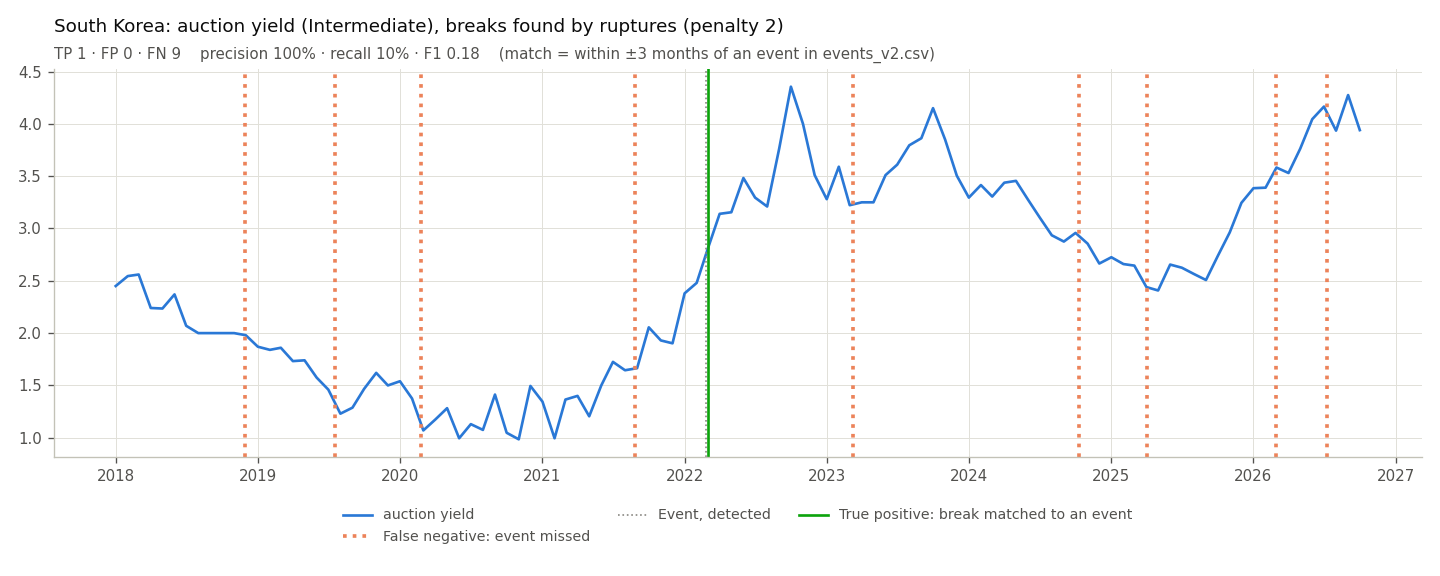 South Korea: auction yield (Intermediate), breaks found by ruptures (penalty 2)
TP 1 · FP 0 · FN 9    precision 100% · recall 10% · F1 0.18    (match = within ±3 months of an event in events_v2.csv)
4.5
4.0
3.5
3.0
2.5
2.0
1.5
1.0
2018 2019 2020 2021 2022 2023 2024 2025 2026 2027
auction yield
False negative: event missed
Event, detected
True positive: break matched to an event